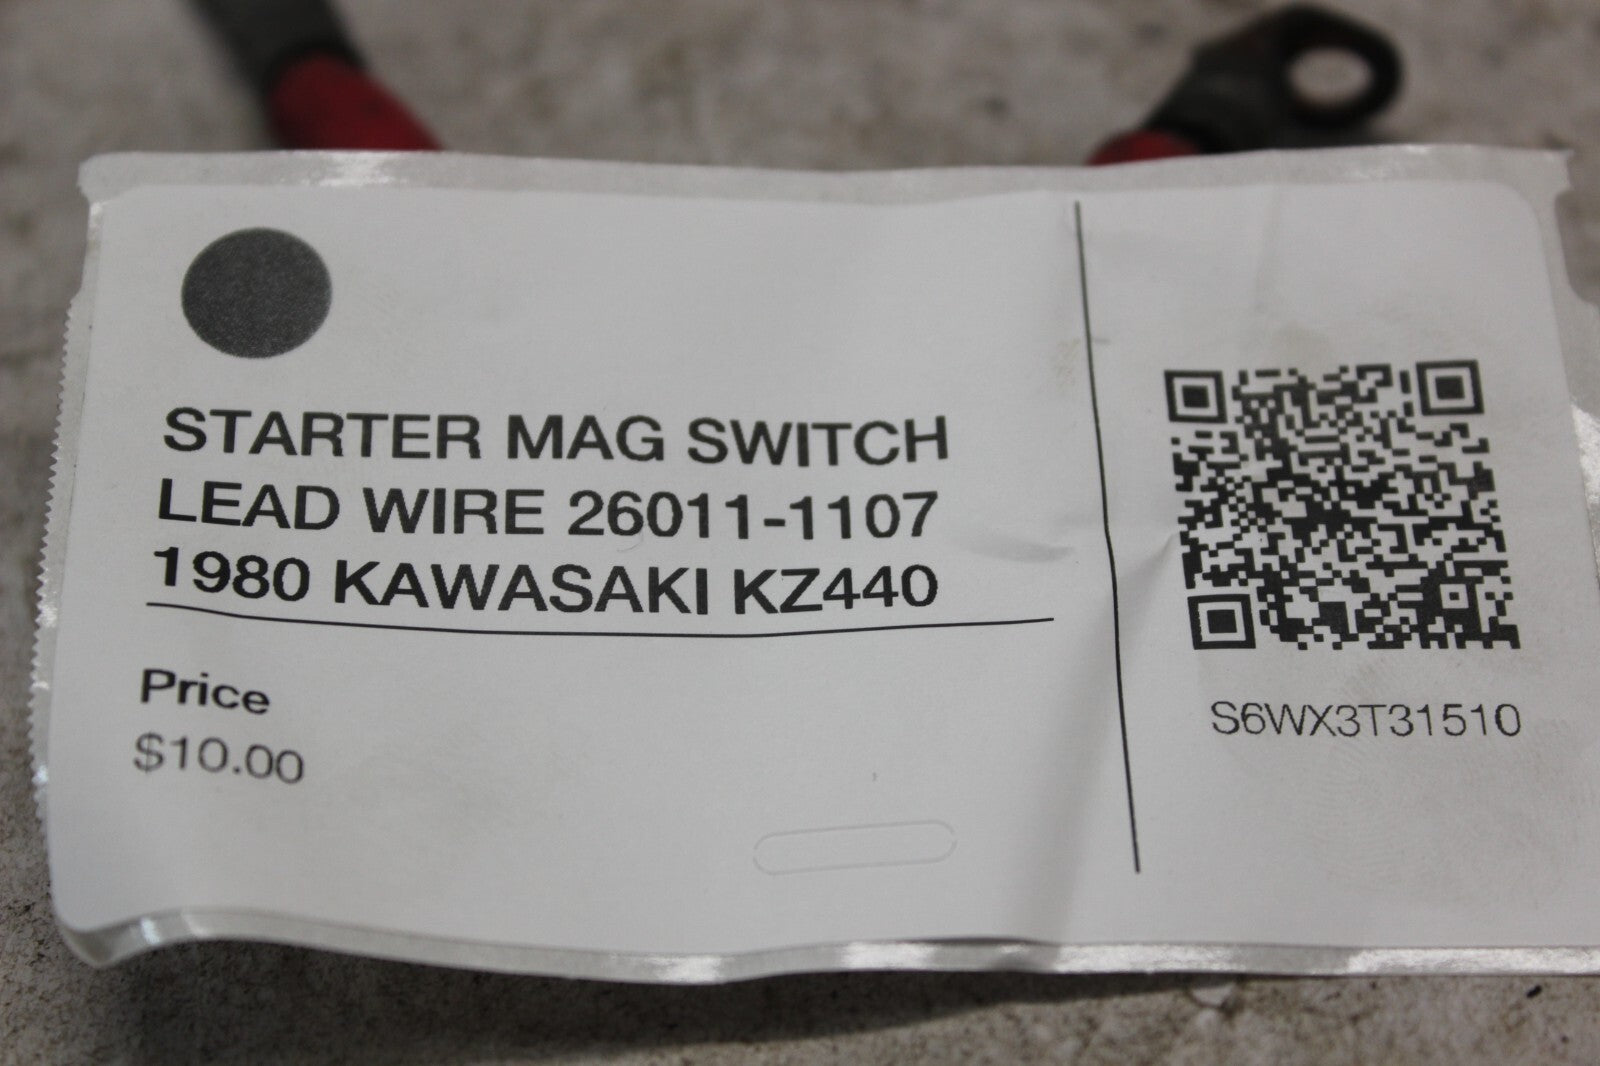 STARTER MAG SWITCH
LEAD WIRE 26011-1107
1980 KAWASAKI KZ440
Price
$10.00
S6WX3T31510